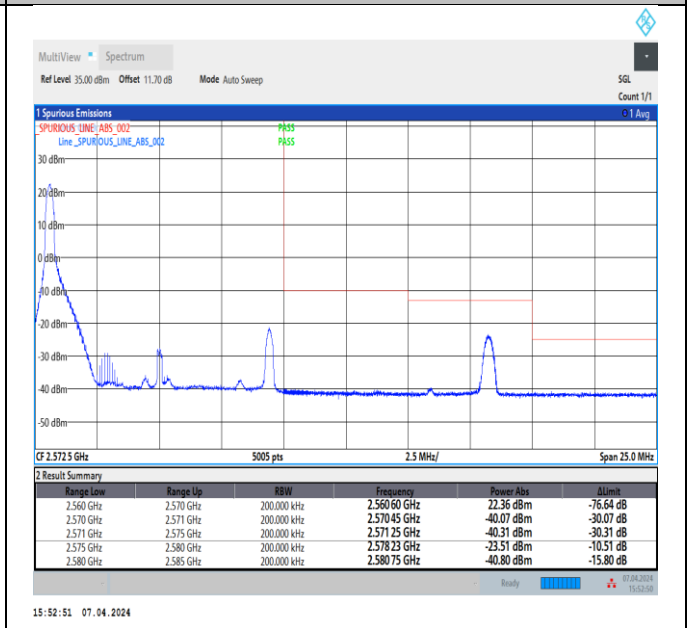 MultiView Spectrum
Ref Level 35.00 dBm Offset 11.70 dB Mode Auto Sweep SGL
Count 1/1
1 Spurious Emissions 1 Avg
_SPURIOUS_LINE_ABS_002 PASS
Line _SPURIOUS_LINE_ABS_002 PASS
30 dBm
20 dBm
10 dBm
0 dBm
-10 dBm
-20 dBm
-30 dBm
-40 dBm
-50 dBm
CF 2.572 5 GHz 5005 pts 2.5 MHz/ Span 25.0 MHz
2 Result Summary
Range Low Range Up RBW Frequency Power Abs ΔLimit
2.560 GHz 2.570 GHz 200.000 kHz 2.560 60 GHz 22.36 dBm -76.64 dB
2.570 GHz 2.571 GHz 200.000 kHz 2.570 45 GHz -40.07 dBm -30.07 dB
2.571 GHz 2.575 GHz 200.000 kHz 2.571 25 GHz -40.31 dBm -30.31 dB
2.575 GHz 2.580 GHz 200.000 kHz 2.578 23 GHz -23.51 dBm -10.51 dB
2.580 GHz 2.585 GHz 200.000 kHz 2.580 75 GHz -40.80 dBm -15.80 dB
Ready 07.04.2024
15:52:50
15:52:51 07.04.2024